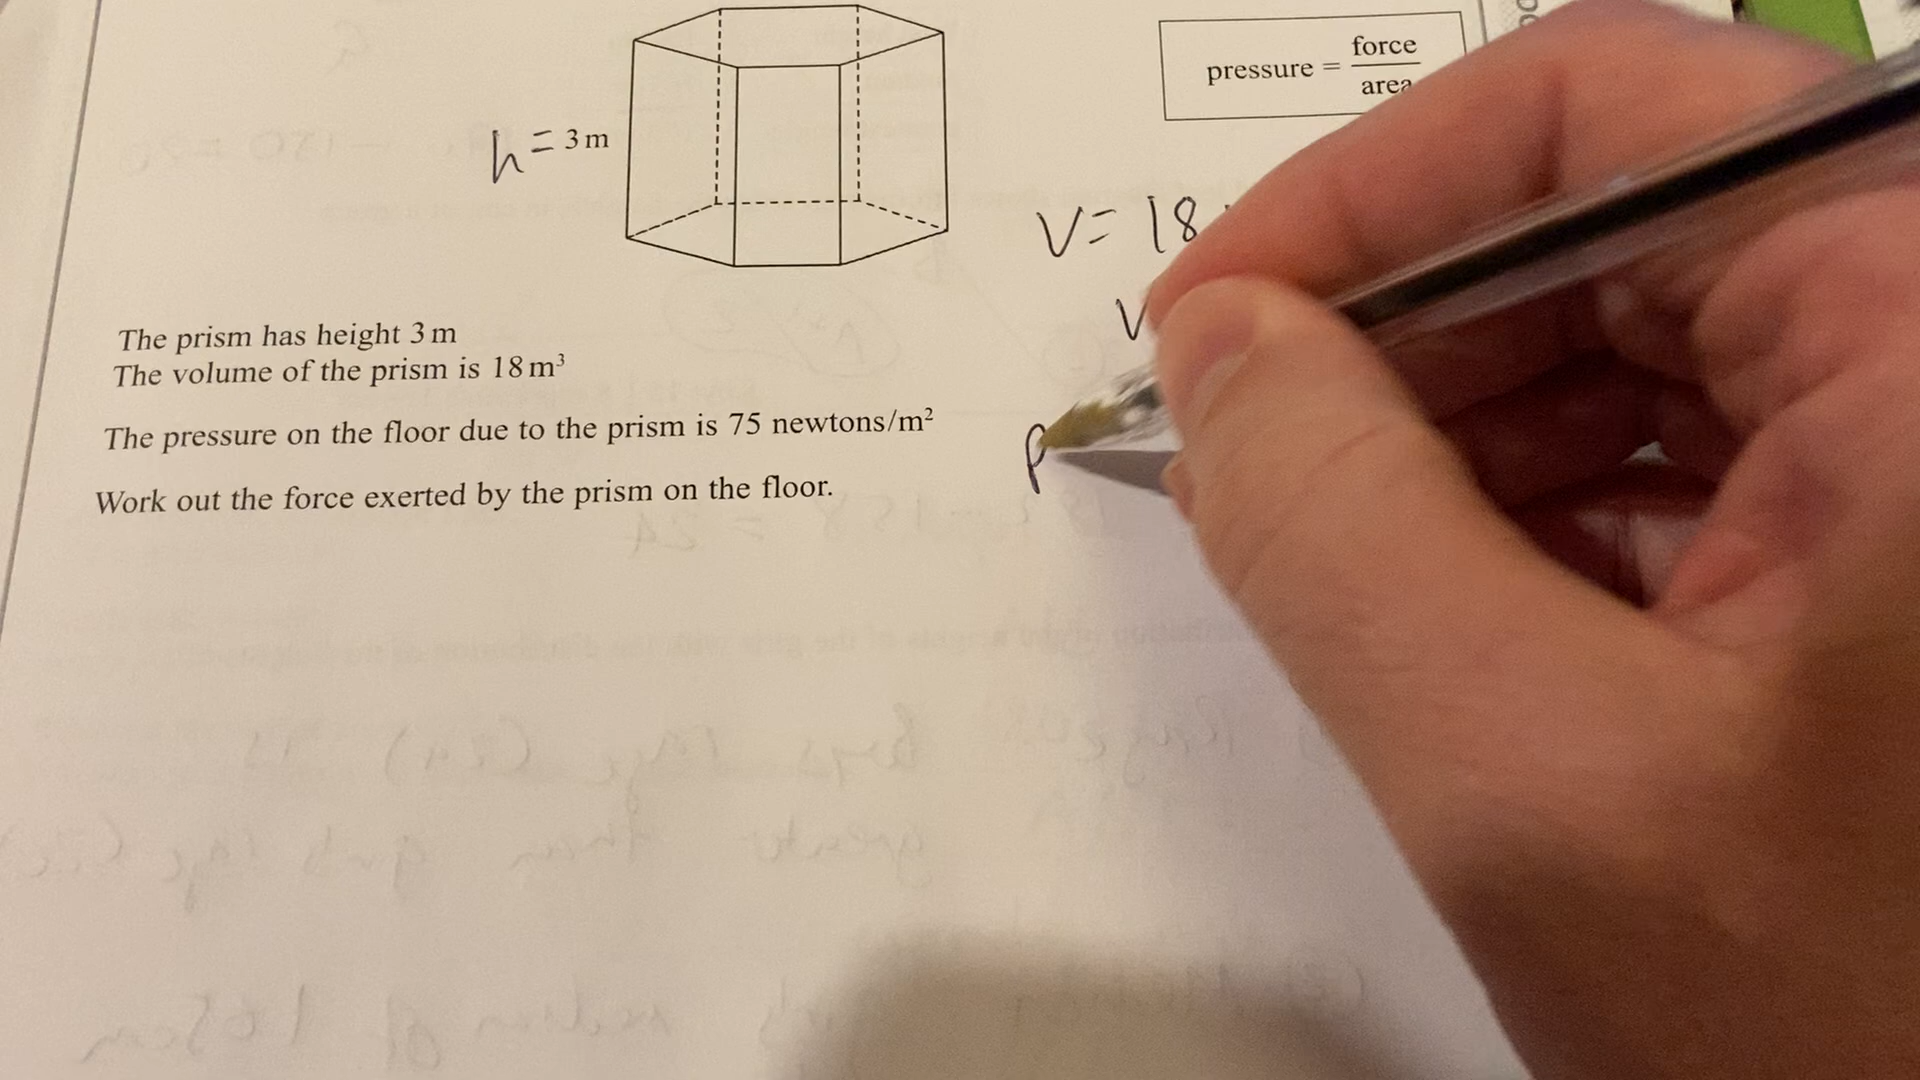 pressure = force / area
h = 3 m
V = 18
V
The prism has height 3 m
The volume of the prism is 18 m³
The pressure on the floor due to the prism is 75 newtons/m²
P
Work out the force exerted by the prism on the floor.